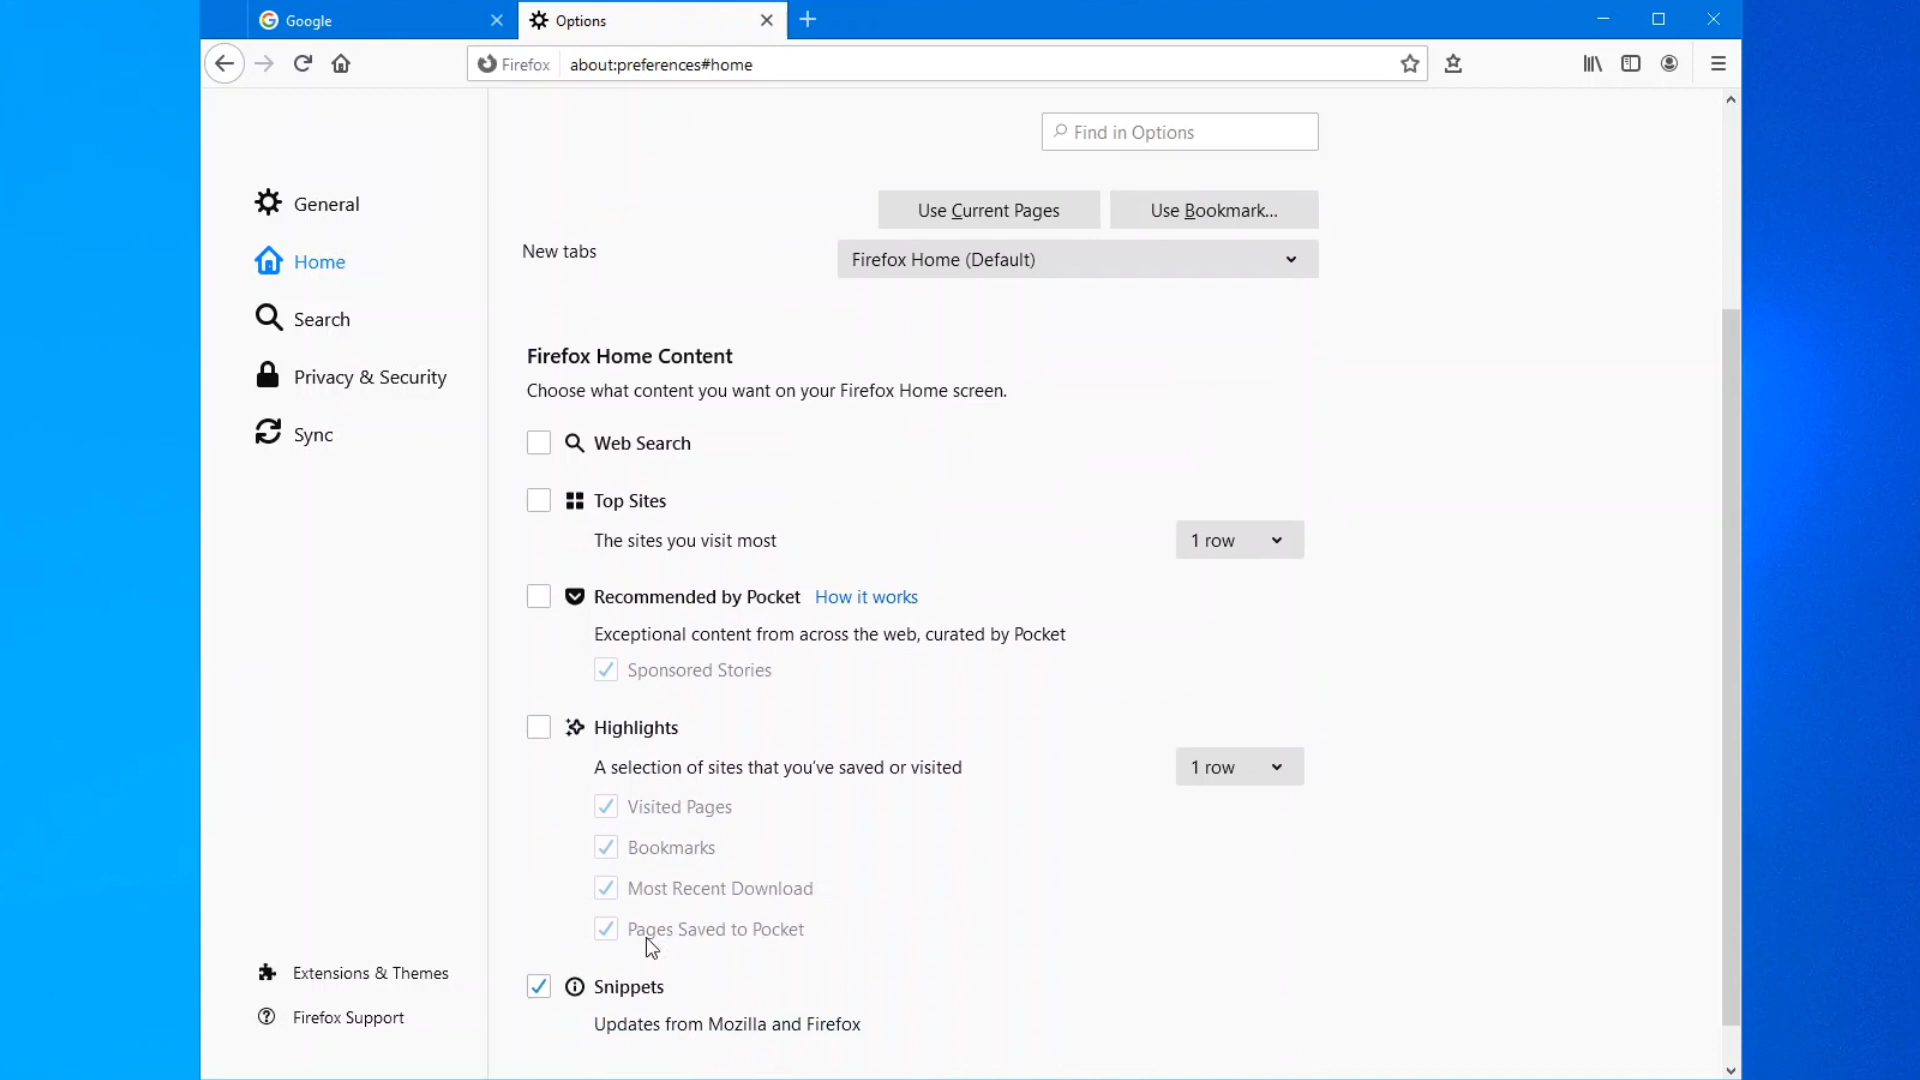 Google
Options
Firefox
about:preferences#home
Find in Options
Use Current Pages
Use Bookmark...
New tabs
Firefox Home (Default)
General
Home
Search
Privacy & Security
Sync
Firefox Home Content
Choose what content you want on your Firefox Home screen.
Web Search
Top Sites
The sites you visit most
1 row
Recommended by Pocket How it works
Exceptional content from across the web, curated by Pocket
Sponsored Stories
Highlights
A selection of sites that you've saved or visited
1 row
Visited Pages
Bookmarks
Most Recent Download
Pages Saved to Pocket
Snippets
Updates from Mozilla and Firefox
Extensions & Themes
Firefox Support